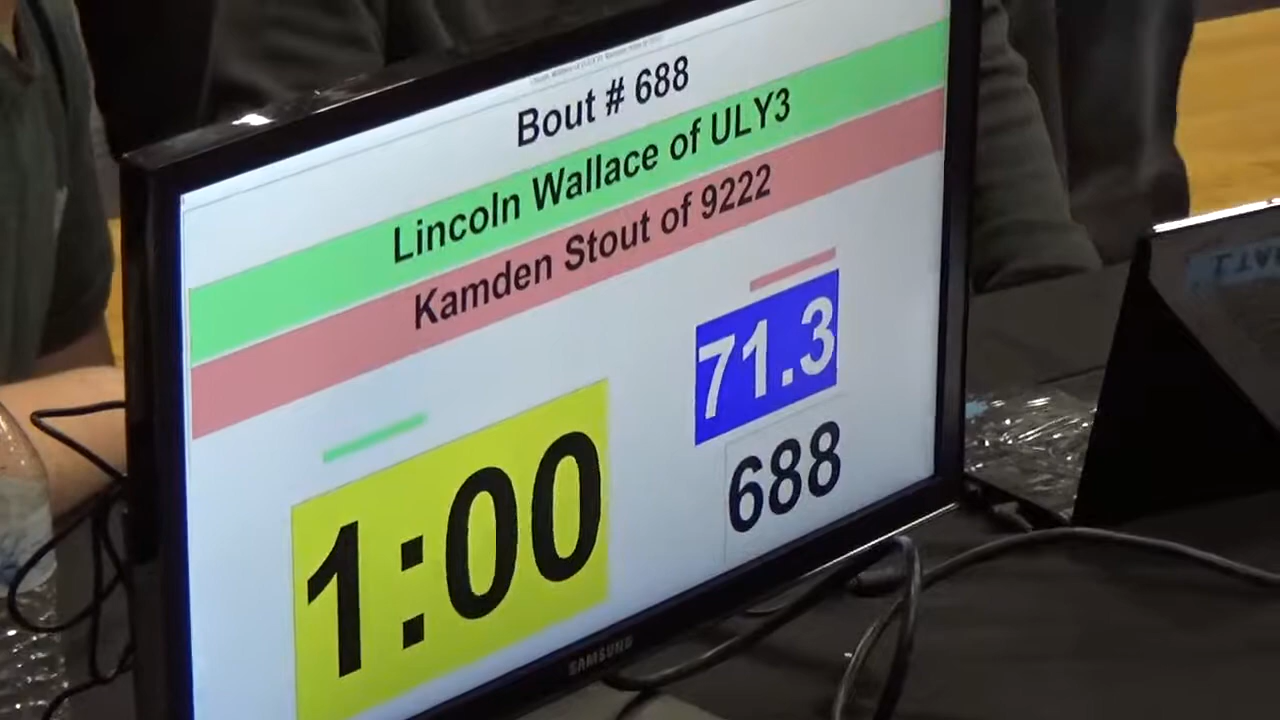 Bout # 688
Lincoln Wallace of ULY3
Kamden Stout of 9222
71.3
1:00
688
SAMSUNG